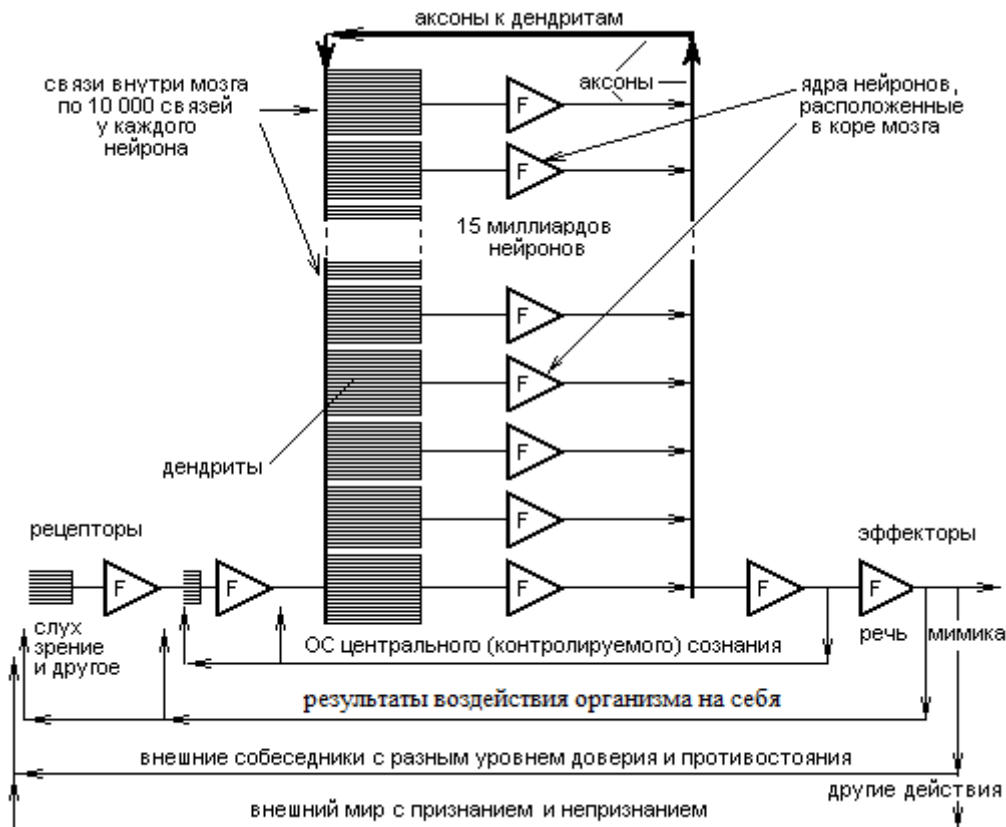 аксоны к дендритам
связи внутри мозга
по 10 000 связей
у каждого
нейрона
аксоны
ядра нейронов,
расположенные
в коре мозга
F
F
15 миллиардов
нейронов
F
F
F
F
дендриты
рецепторы
эффекторы
F
F
F
F
F
слух
зрение
и другое
речь
мимика
ОС центрального (контролируемого) сознания
результаты воздействия организма на себя
внешние собеседники с разным уровнем доверия и противостояния
другие действия
внешний мир с признанием и непризнанием